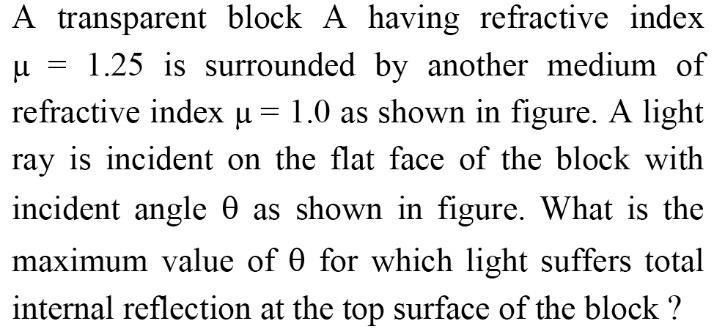 A transparent block A having refractive index
μ = 1.25 is surrounded by another medium of
refractive index μ = 1.0 as shown in figure. A light
ray is incident on the flat face of the block with
incident angle θ as shown in figure. What is the
maximum value of θ for which light suffers total
internal reflection at the top surface of the block ?